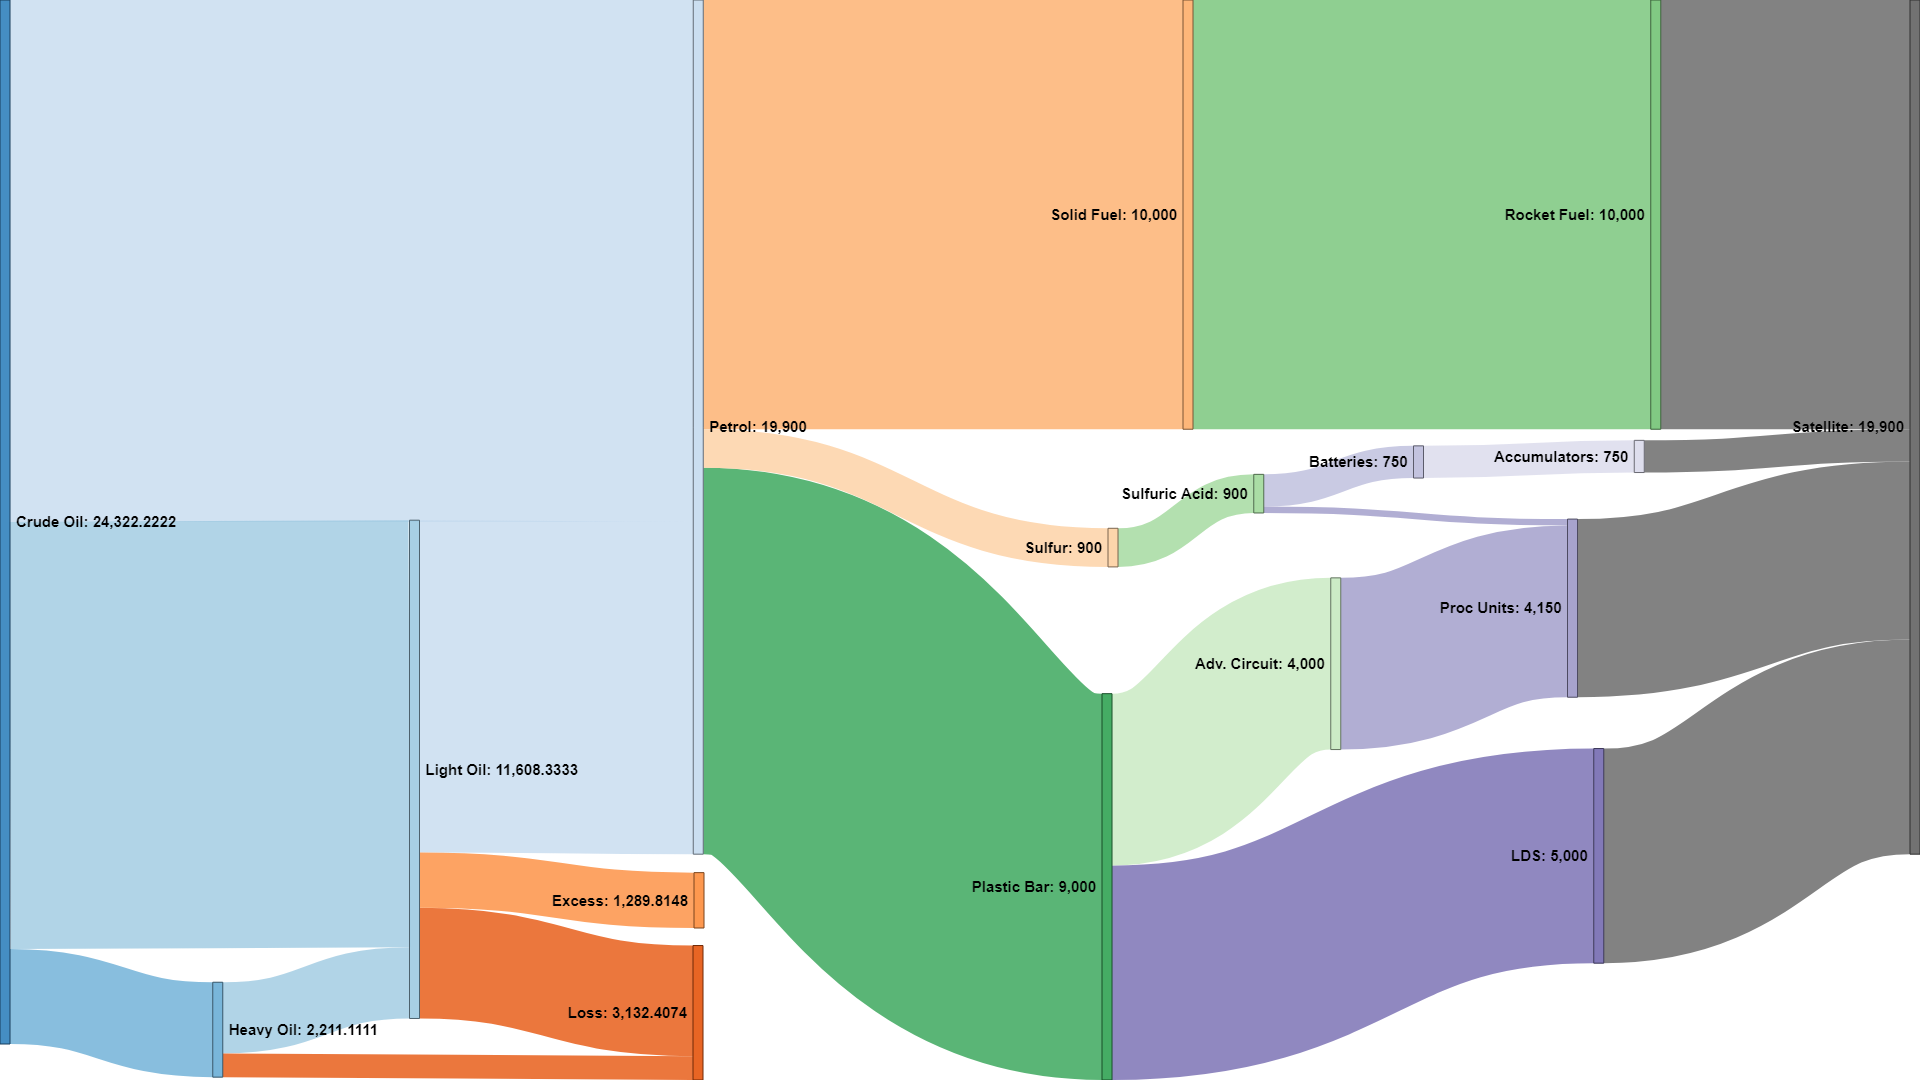 Solid Fuel: 10,000
Rocket Fuel: 10,000
Petrol: 19,900
Satellite: 19,900
Batteries: 750
Accumulators: 750
Sulfuric Acid: 900
Crude Oil: 24,322.2222
Sulfur: 900
Proc Units: 4,150
Adv. Circuit: 4,000
Light Oil: 11,608.3333
LDS: 5,000
Plastic Bar: 9,000
Excess: 1,289.8148
Loss: 3,132.4074
Heavy Oil: 2,211.1111